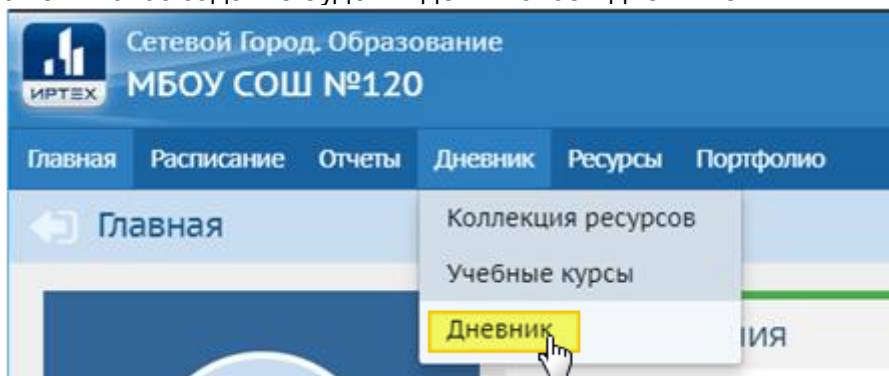 Сетевой Город. Образование
ИРТЕХ МБОУ СОШ №120
Главная Расписание Отчеты Дневник Ресурсы Портфолио
Главная
Коллекция ресурсов
Учебные курсы
Дневник